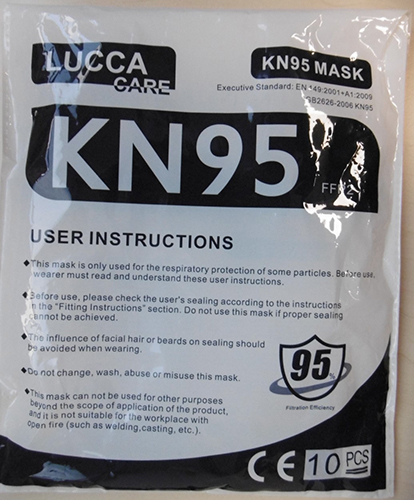 LUCCA
CARE
KN95 MASK
Executive Standard: EN 149:2001+A1:2009
GB2626-2006 KN95
KN95
USER INSTRUCTIONS
◆This mask is only used for the respiratory protection of some particles. Before use,
wearer must read and understand these user instructions.
◆Before use, please check the user's sealing according to the instructions
in the "Fitting Instructions" section. Do not use this mask if proper sealing
cannot be achieved.
◆The influence of facial hair or beards on sealing should
be avoided when wearing.
◆Do not change, wash, abuse or misuse this mask.
◆This mask can not be used for other purposes
beyond the scope of application of the product,
and it is not suitable for the workplace with
open fire (such as welding,casting, etc.).
95%
Filtration Efficiency
CE 10 PCS